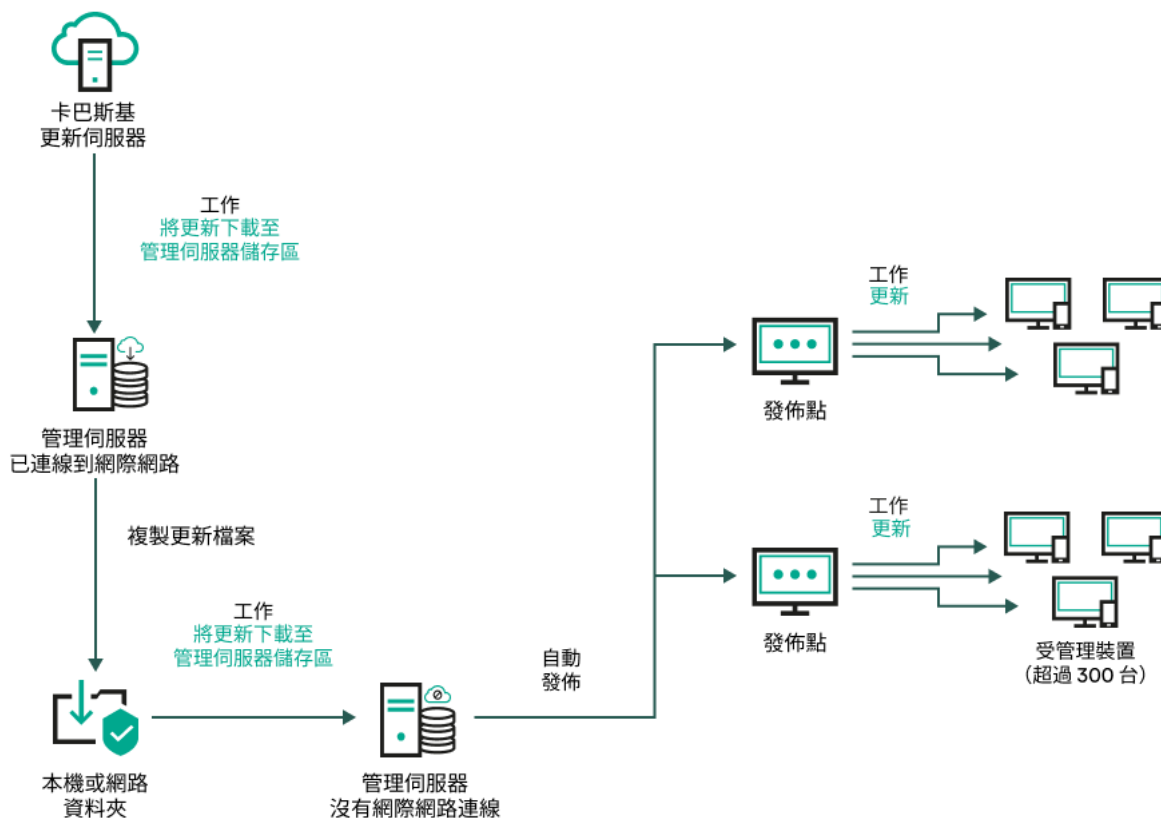 卡巴斯基
更新伺服器
工作
將更新下載至
管理伺服器儲存區
管理伺服器
已連線到網際網路
複製更新檔案
工作
將更新下載至
管理伺服器儲存區
本機或網路
資料夾
管理伺服器
沒有網際網路連線
自動
發佈
工作
更新
發佈點
工作
更新
發佈點
受管理裝置
(超過 300 台)